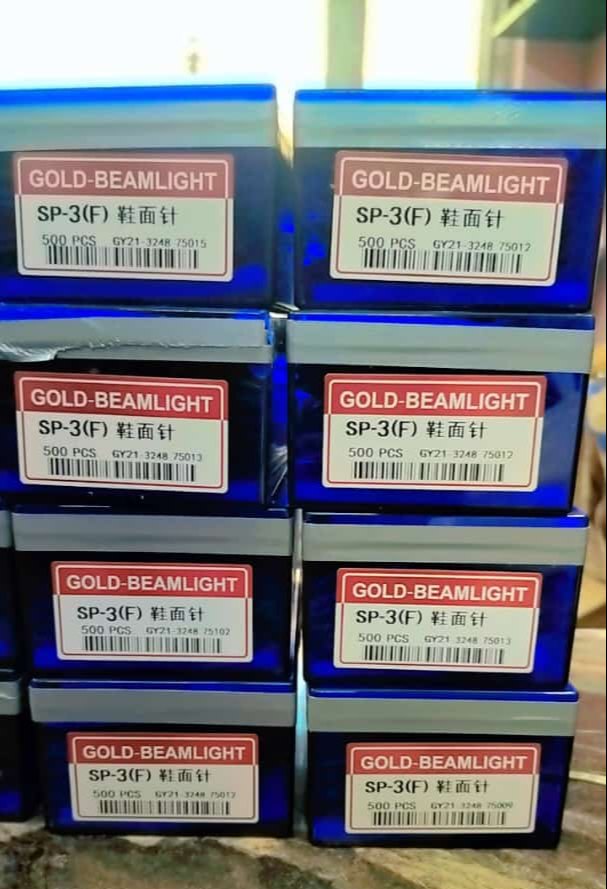 GOLD-BEAMLIGHT
SP-3(F) 鞋面针
500 PCS GY21-3248 75015
GOLD-BEAMLIGHT
SP-3(F) 鞋面针
500 PCS GY21-3248 75012
GOLD-BEAMLIGHT
SP-3(F) 鞋面针
500 PCS GY21-3248 75013
GOLD-BEAMLIGHT
SP-3(F) 鞋面针
500 PCS GY21-3248 75012
GOLD-BEAMLIGHT
SP-3(F) 鞋面针
500 PCS GY21-3248 75102
GOLD-BEAMLIGHT
SP-3(F) 鞋面针
500 PCS GY21-3248 75013
GOLD-BEAMLIGHT
SP-3(F) 鞋面针
500 PCS GY21-3248 75012
GOLD-BEAMLIGHT
SP-3(F) 鞋面针
500 PCS GY21-3248 75009